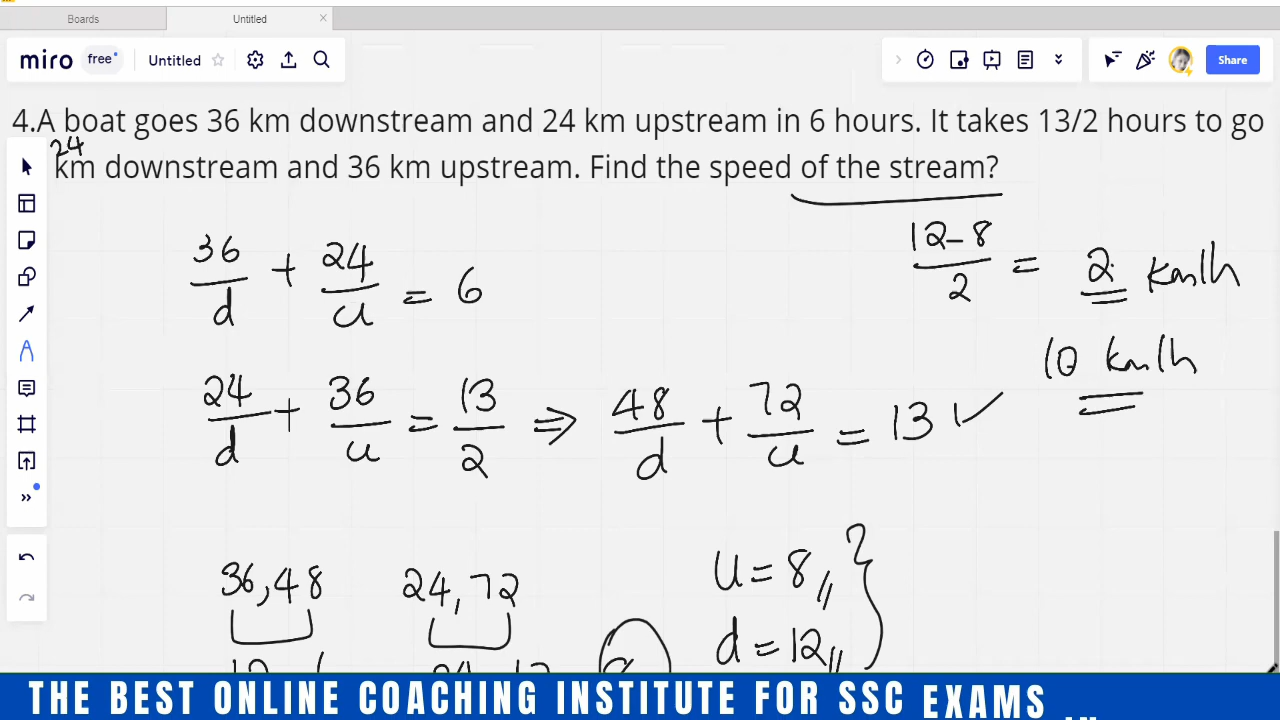 Boards
Untitled
miro free Untitled
Share
4.A boat goes 36 km downstream and 24 km upstream in 6 hours. It takes 13/2 hours to go
24
km downstream and 36 km upstream. Find the speed of the stream?
12-8/2 = 2 km/h
36/d + 24/u = 6
10 km/h
24/d + 36/u = 13/2 ⇒ 48/d + 72/u = 13 ✓
36,48 24,72
u = 8,,
d = 12,,
THE BEST ONLINE COACHING INSTITUTE FOR SSC EXAMS